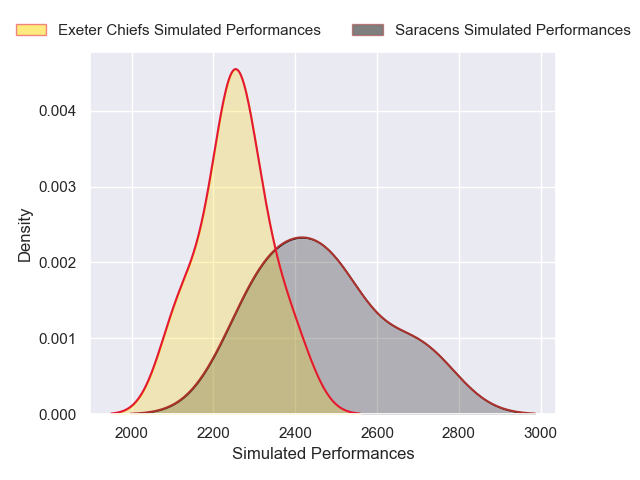 Exeter Chiefs Simulated Performances
Saracens Simulated Performances
0.004
0.003
0.002
0.001
0.000
Density
2000 2200 2400 2600 2800 3000
Simulated Performances